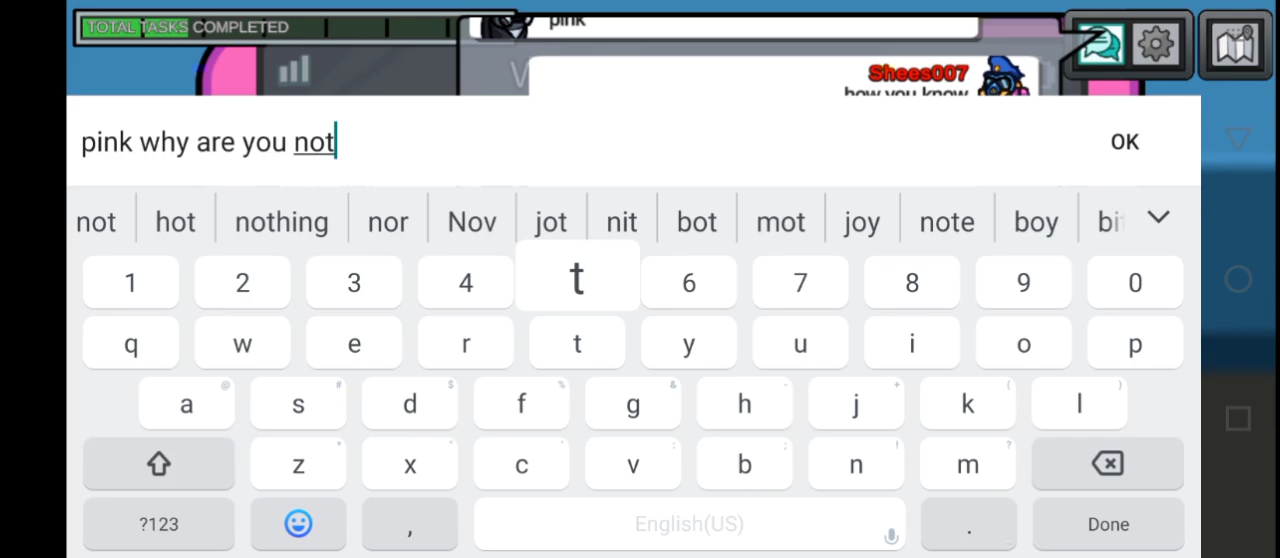 TOTAL TASKS COMPLETED
pink
Shees007
how you know
pink why are you not
OK
not hot nothing nor Nov jot nit bot mot joy note boy bit
1 2 3 4 t 6 7 8 9 0
q w e r t y u i o p
@ # $ % & - + ( )
a s d f g h j k l
* " ' : ; ! ?
z x c v b n m
?123 , English(US) . Done